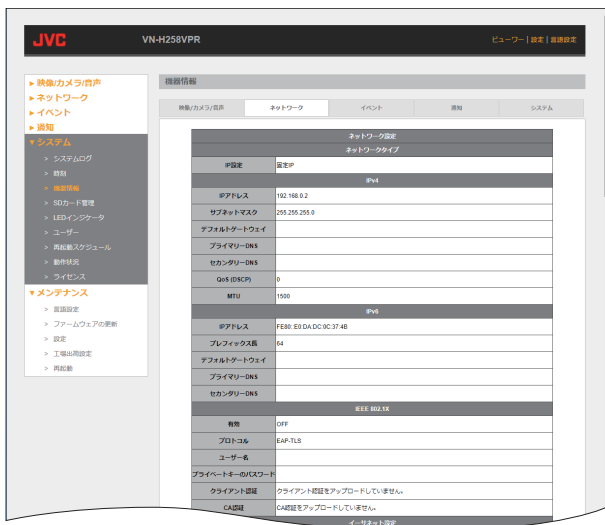 JVC
VN-H258VPR
ビューワー | 設定 | 言語設定
▸ 映像/カメラ/音声
▸ ネットワーク
▸ イベント
▸ 通知
▾ システム
> システムログ
> 時刻
> 機器情報
> SDカード管理
> LEDインジケータ
> ユーザー
> 再起動スケジュール
> 動作状況
> ライセンス
▾ メンテナンス
> 言語設定
> ファームウェアの更新
> 設定
> 工場出荷設定
> 再起動
機器情報
映像/カメラ/音声 ネットワーク イベント 通知 システム
ネットワーク設定
ネットワークタイプ
IP設定 固定IP
IPv4
IPアドレス 192.168.0.2
サブネットマスク 255.255.255.0
デフォルトゲートウェイ
プライマリーDNS
セカンダリーDNS
QoS (DSCP) 0
MTU 1500
IPv6
IPアドレス FE80::E0:DA:DC:0C:37:4B
プレフィックス長 64
デフォルトゲートウェイ
プライマリーDNS
セカンダリーDNS
IEEE 802.1X
有効 OFF
プロトコル EAP-TLS
ユーザー名
プライベートキーのパスワード
クライアント認証 クライアント認証をアップロードしていません。
CA認証 CA認証をアップロードしていません。
イーサネット設定